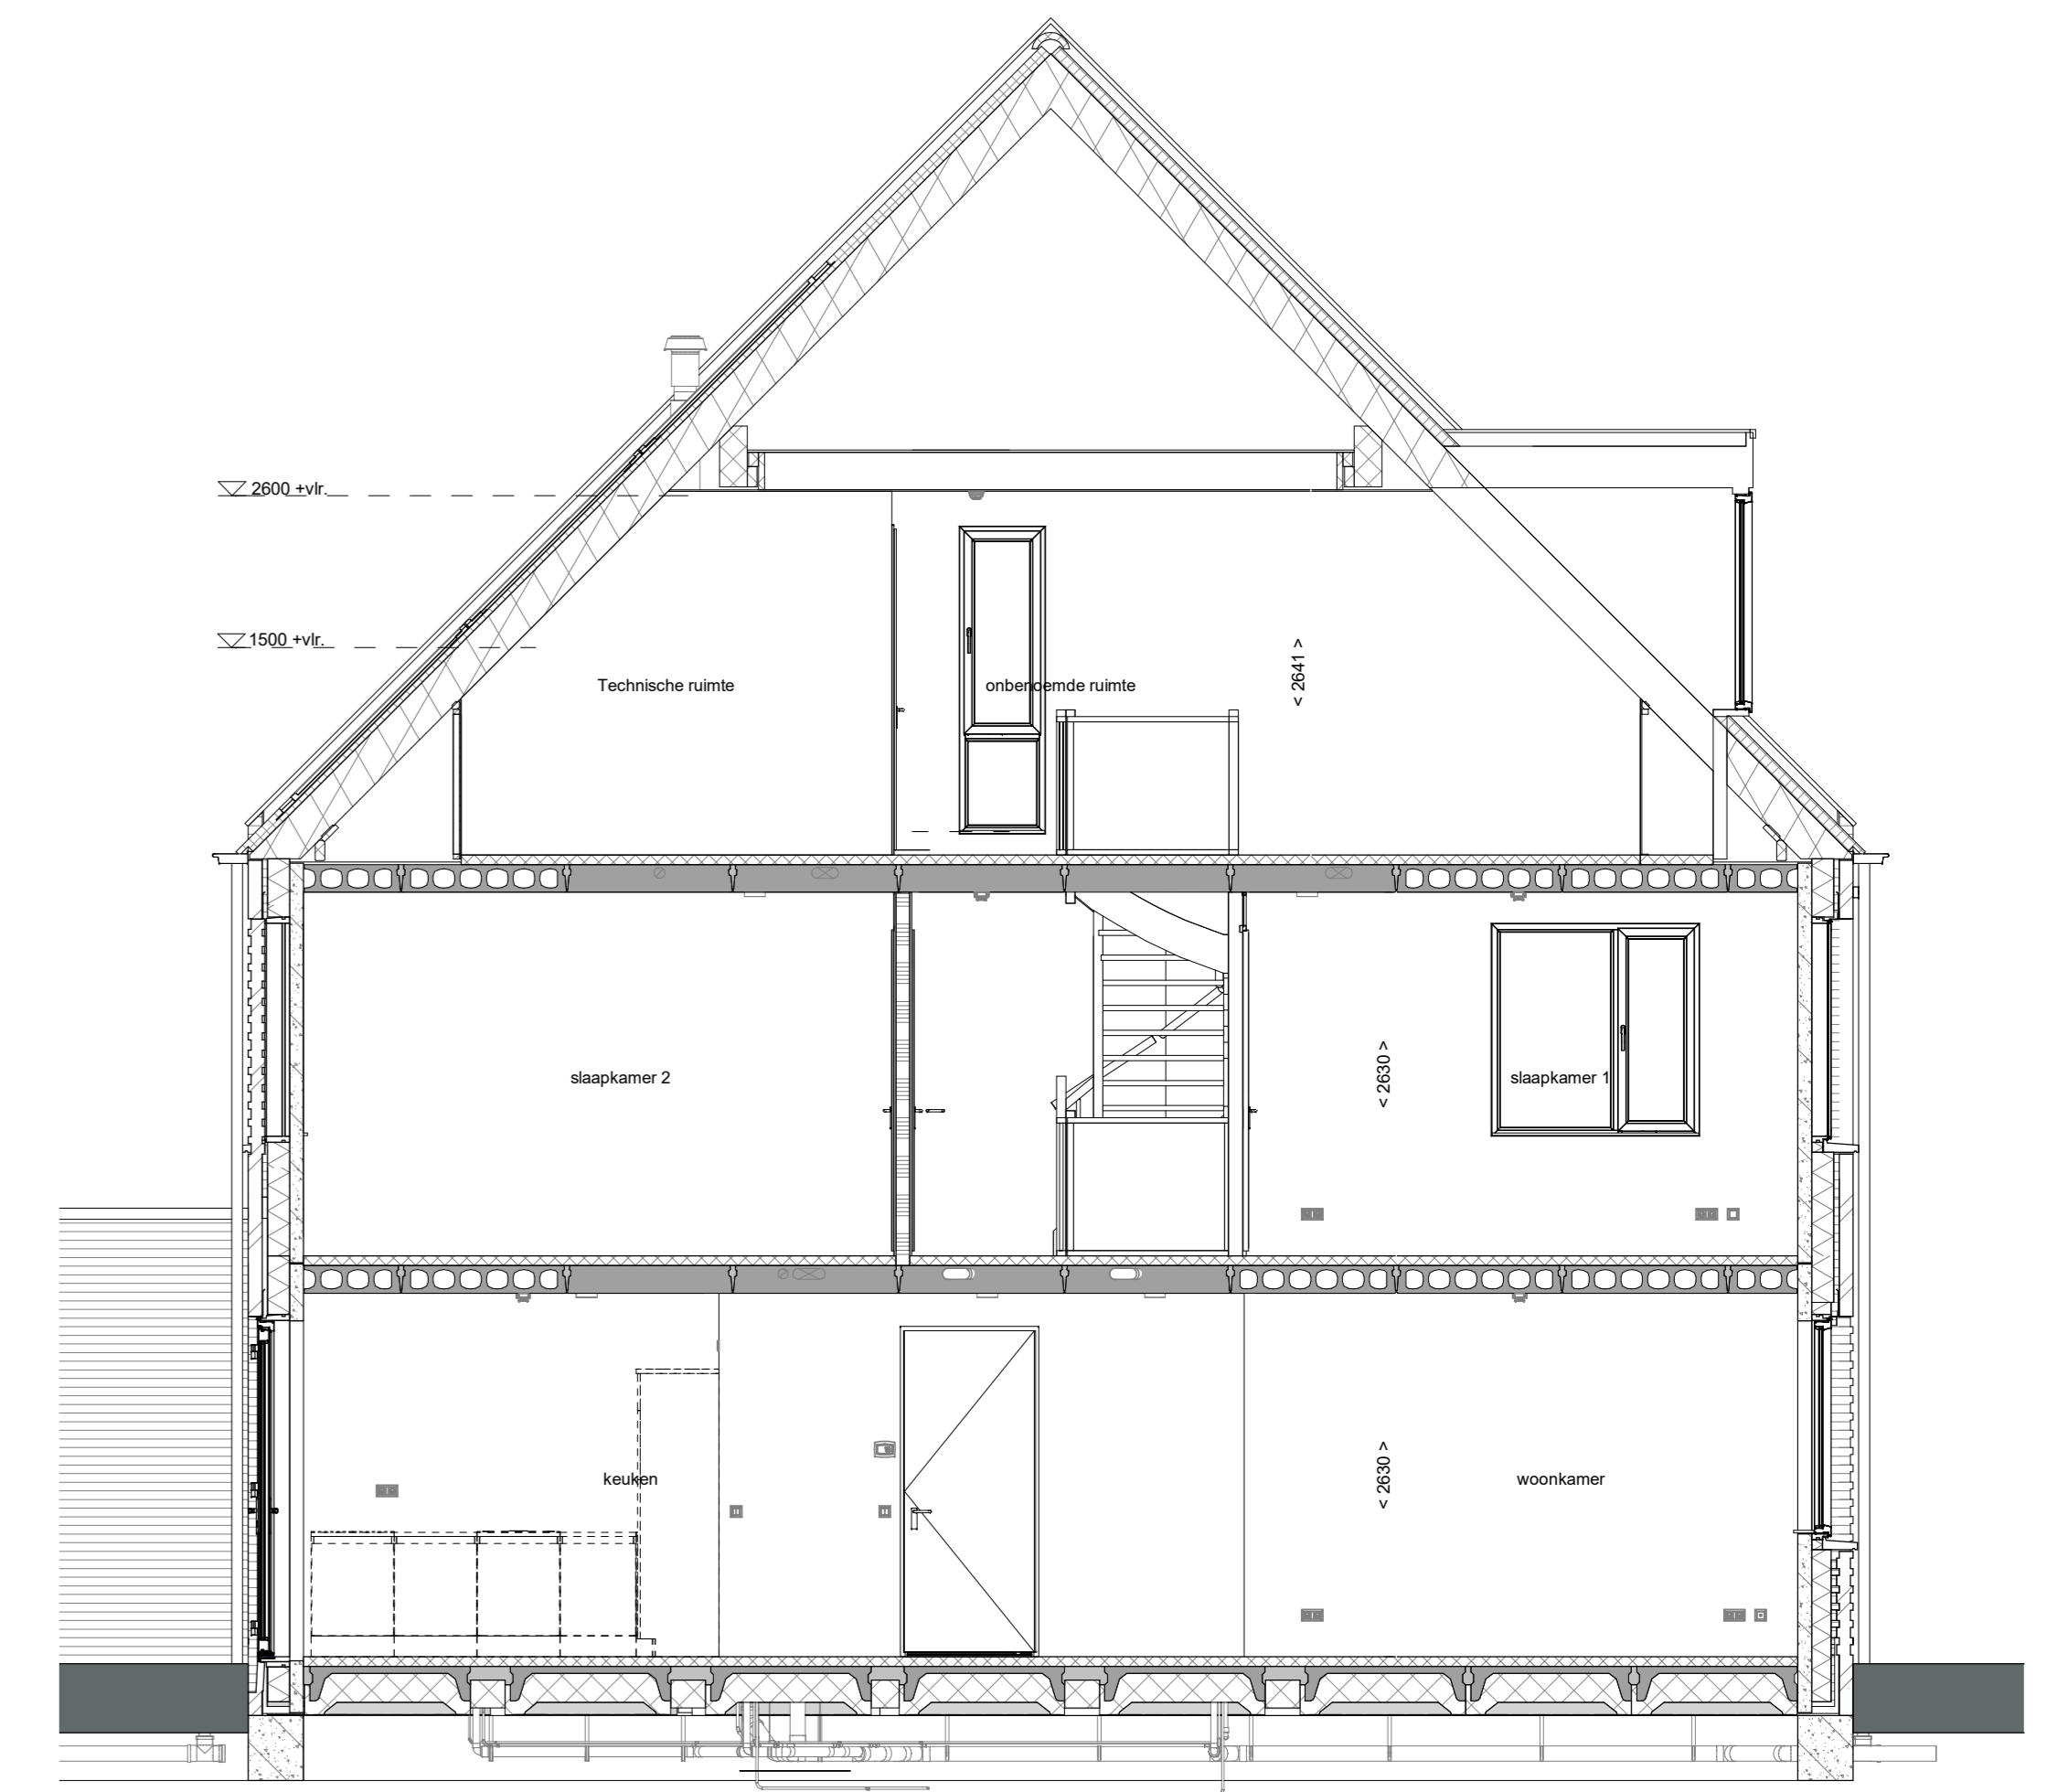 2600 +vlr.
1500 +vlr.
Technische ruimte
onbenoemde ruimte
< 2641 >
slaapkamer 2
< 2630 >
slaapkamer 1
keuken
< 2630 >
woonkamer